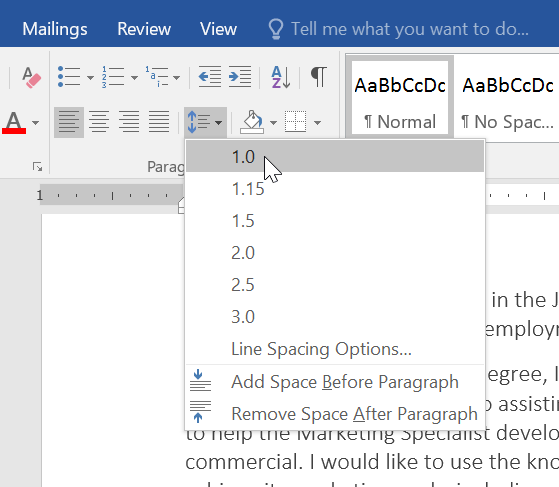 Mailings Review View Tell me what you want to do...
AaBbCcDc AaBbCcDc
¶ Normal ¶ No Spac...
A
Z
A
Parag
1.0
1
1.15
1.5
2.0
2.5
3.0
in the J
employ
Line Spacing Options...
egree, I
Add Space Before Paragraph
assistin
Remove Space After Paragraph
to help the Marketing Specialist develo
commercial. I would like to use the kno